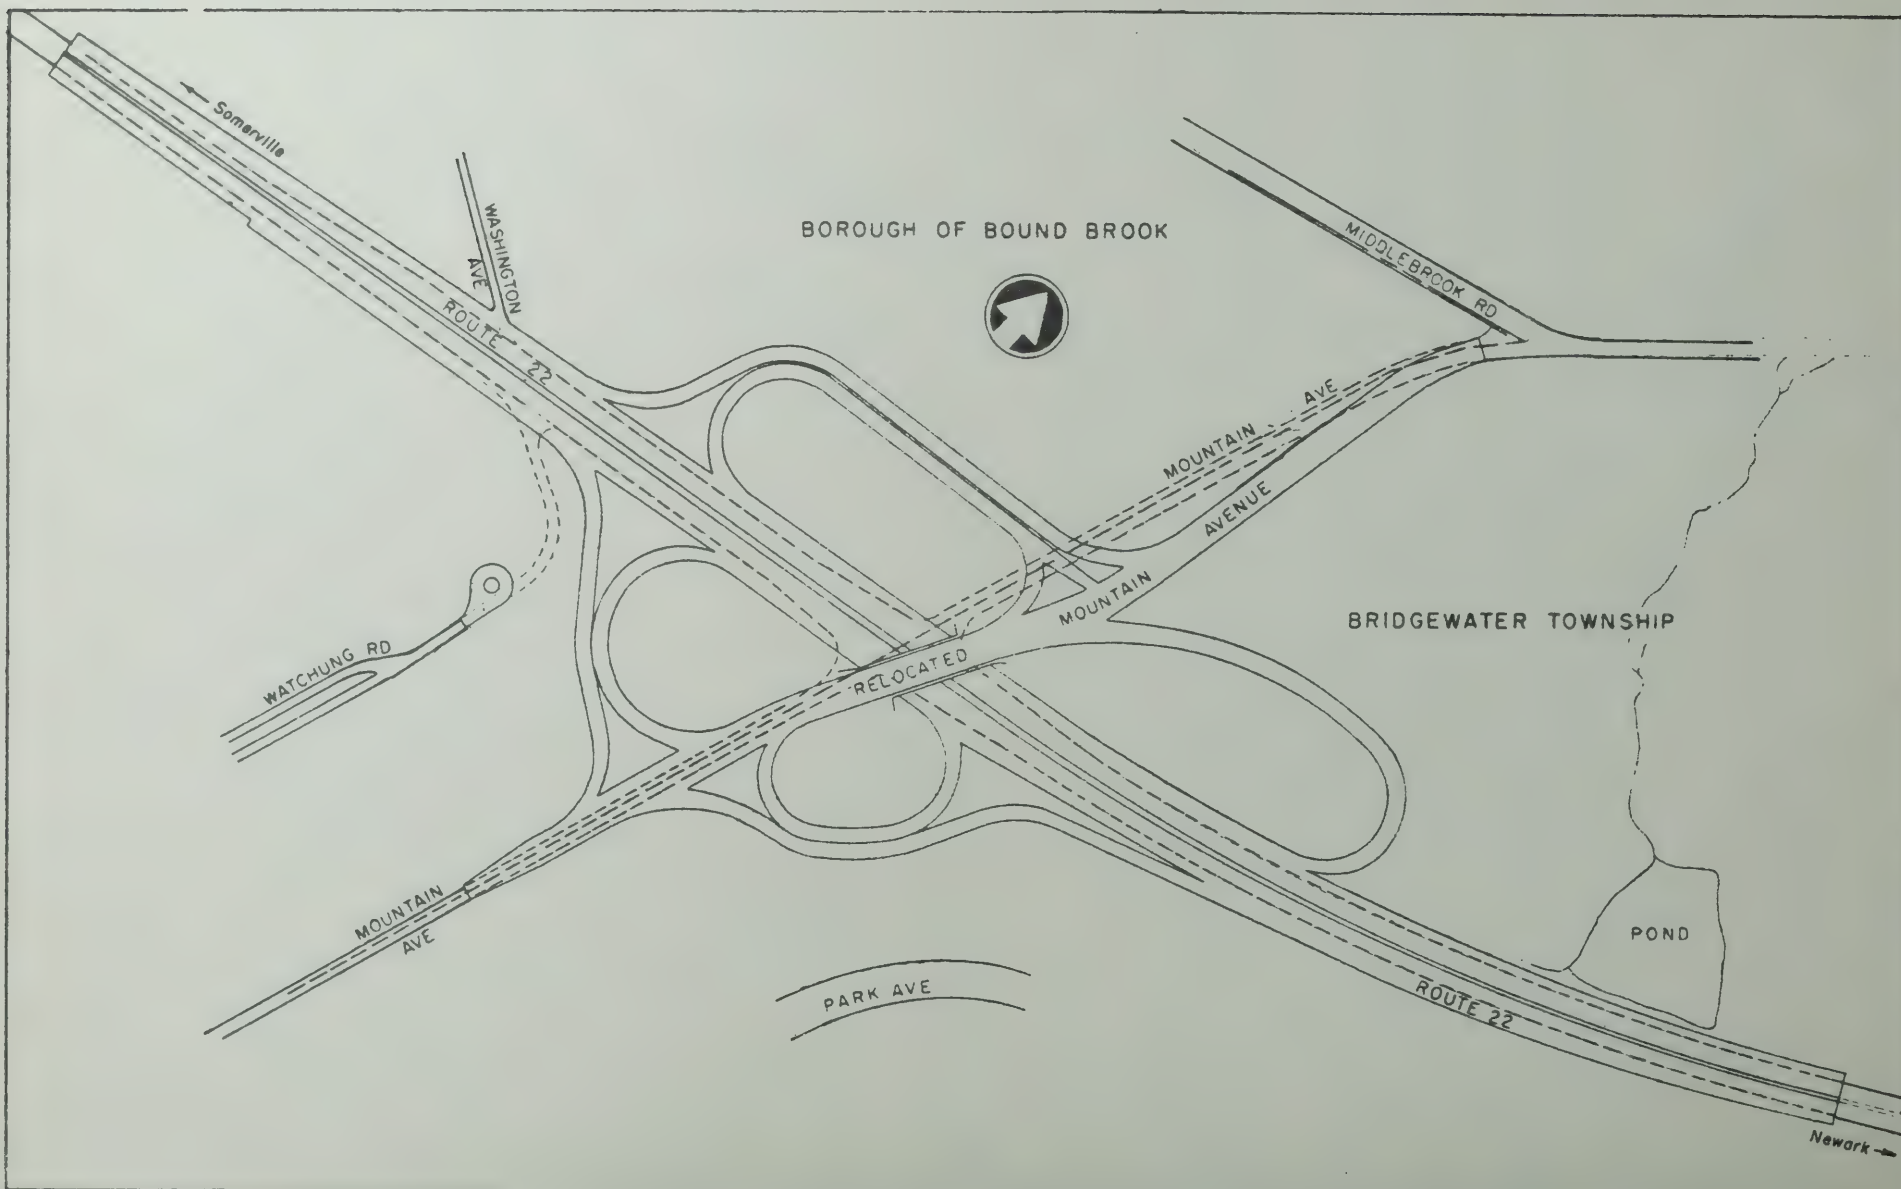 Somerville
WASHINGTON
AVE
BOROUGH OF BOUND BROOK
MIDDLEBROOK RD
ROUTE 22
MOUNTAIN AVE
MOUNTAIN AVENUE
BRIDGEWATER TOWNSHIP
WATCHUNG RD
RELOCATED
MOUNTAIN
AVE
PARK AVE
POND
ROUTE 22
Newark